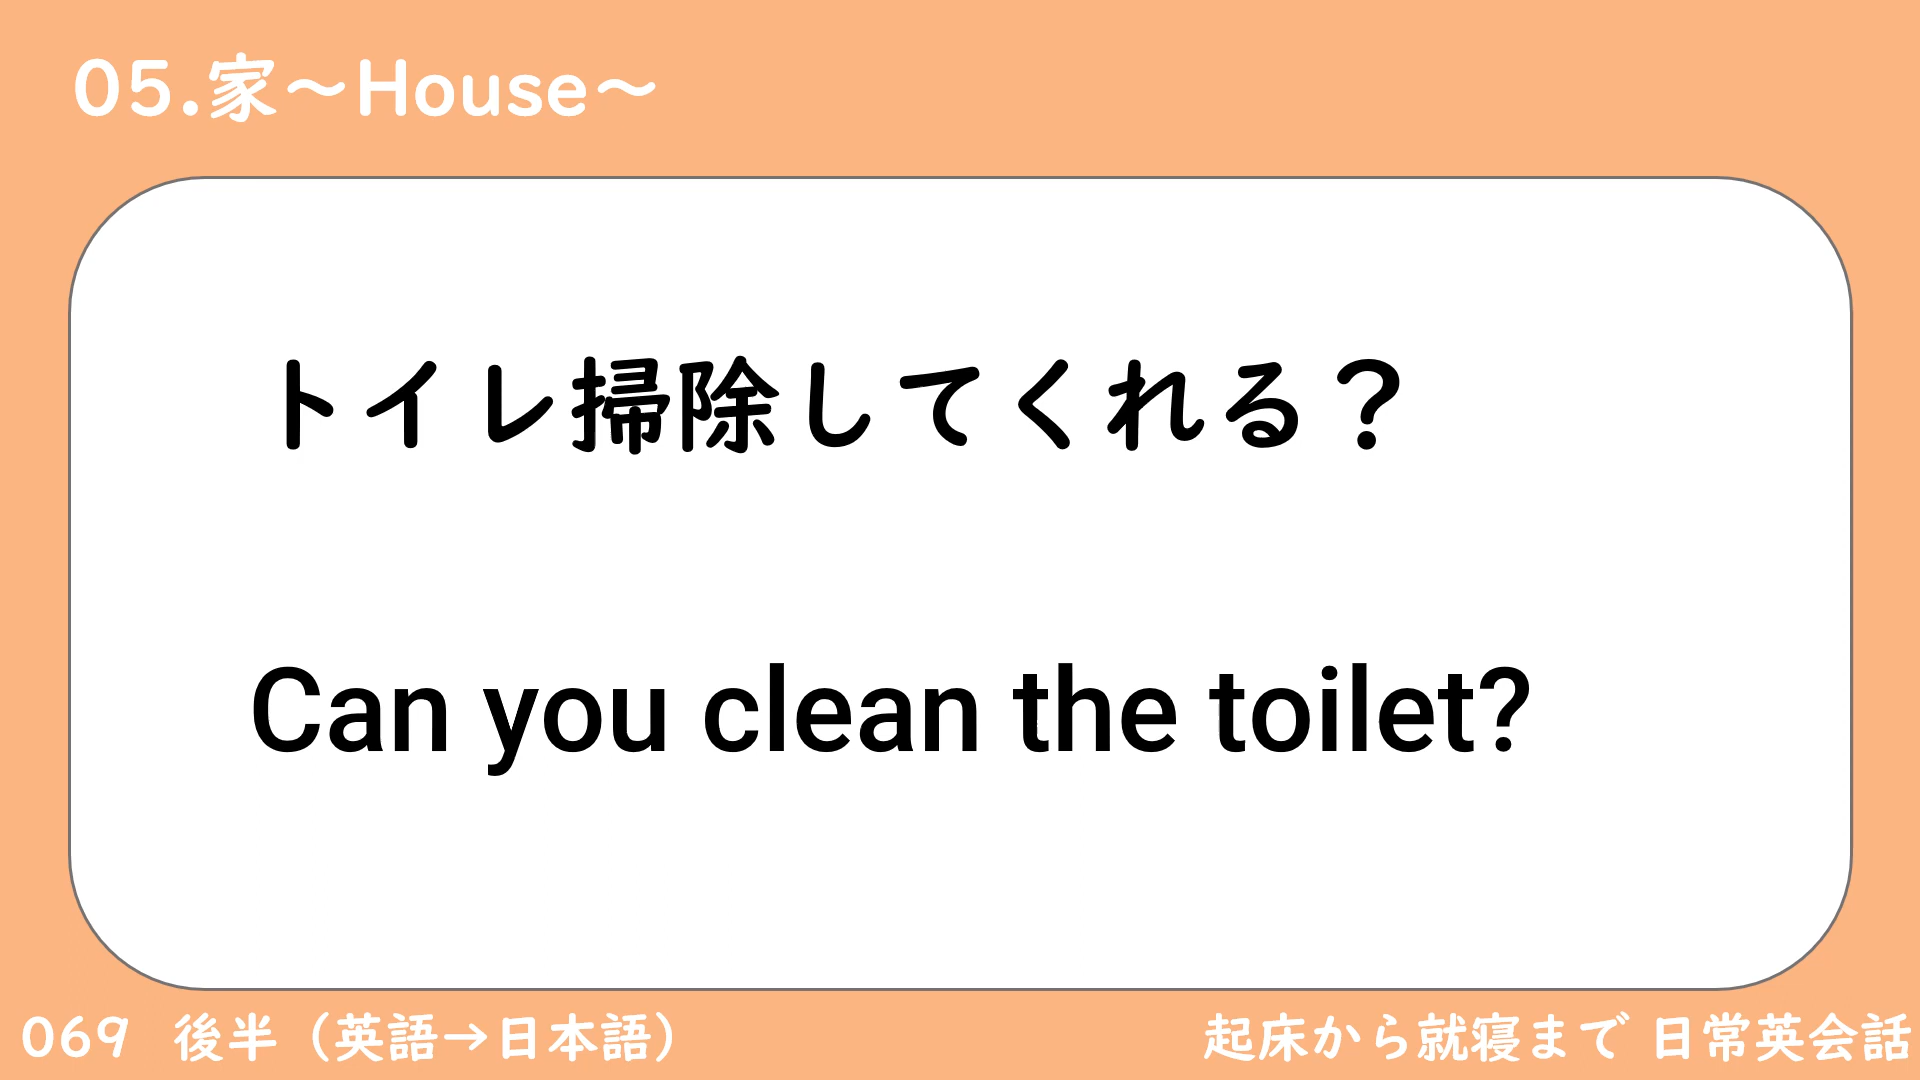 05.家～House～
トイレ掃除してくれる？
Can you clean the toilet?
069 後半（英語→日本語）
起床から就寝まで 日常英会話